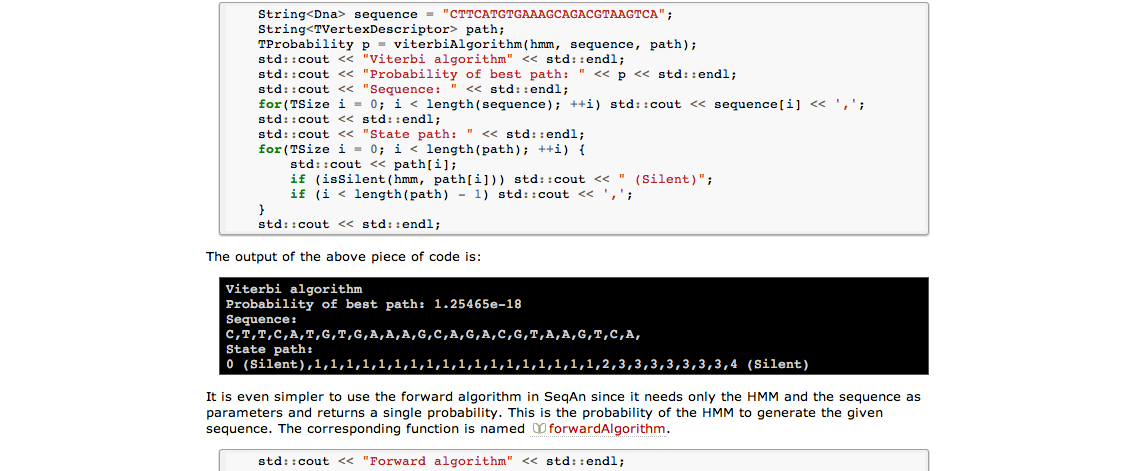 String<Dna> sequence = "CTTCATGTGAAAGCAGACGTAAGTCA";
String<TVertexDescriptor> path;
TProbability p = viterbiAlgorithm(hmm, sequence, path);
std::cout << "Viterbi algorithm" << std::endl;
std::cout << "Probability of best path: " << p << std::endl;
std::cout << "Sequence: " << std::endl;
for(TSize i = 0; i < length(sequence); ++i) std::cout << sequence[i] << ',';
std::cout << std::endl;
std::cout << "State path: " << std::endl;
for(TSize i = 0; i < length(path); ++i) {
    std::cout << path[i];
    if (isSilent(hmm, path[i])) std::cout << " (Silent)";
    if (i < length(path) - 1) std::cout << ',';
}
std::cout << std::endl;
The output of the above piece of code is:
Viterbi algorithm
Probability of best path: 1.25465e-18
Sequence:
C,T,T,C,A,T,G,T,G,A,A,A,G,C,A,G,A,C,G,T,A,A,G,T,C,A,
State path:
0 (Silent),1,1,1,1,1,1,1,1,1,1,1,1,1,1,1,1,1,1,2,3,3,3,3,3,3,3,4 (Silent)
It is even simpler to use the forward algorithm in SeqAn since it needs only the HMM and the sequence as
parameters and returns a single probability. This is the probability of the HMM to generate the given
sequence. The corresponding function is named forwardAlgorithm.
std::cout << "Forward algorithm" << std::endl;